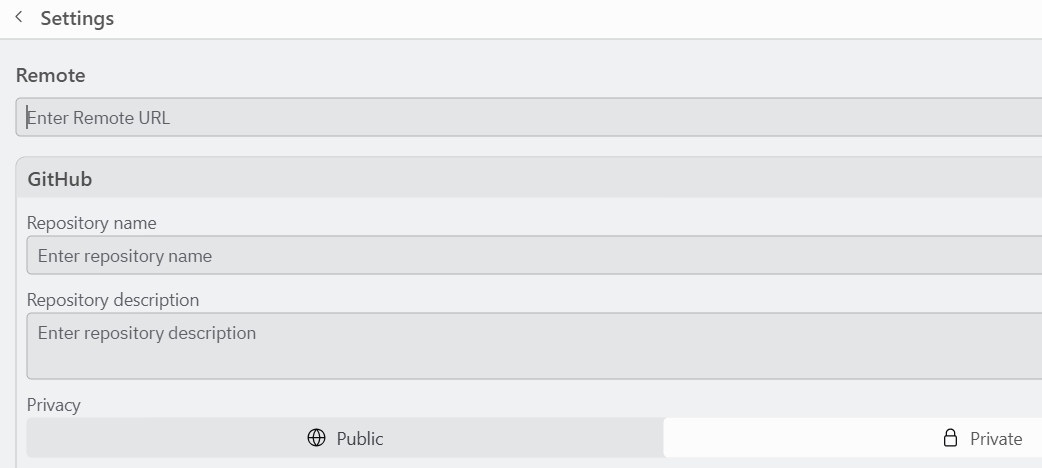 Settings
Remote
Enter Remote URL
GitHub
Repository name
Enter repository name
Repository description
Enter repository description
Privacy
Public
Private